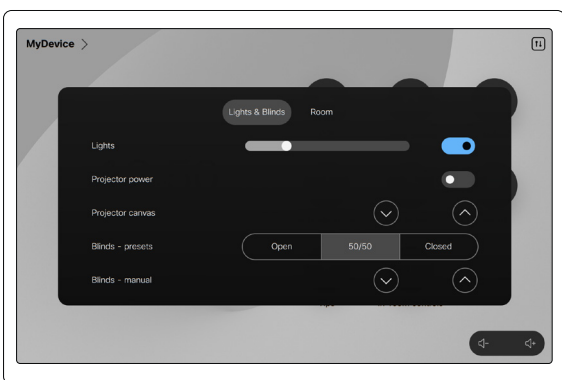 MyDevice
Lights & Blinds Room
Lights
Projector power
Projector canvas
Blinds - presets Open 50/50 Closed
Blinds - manual